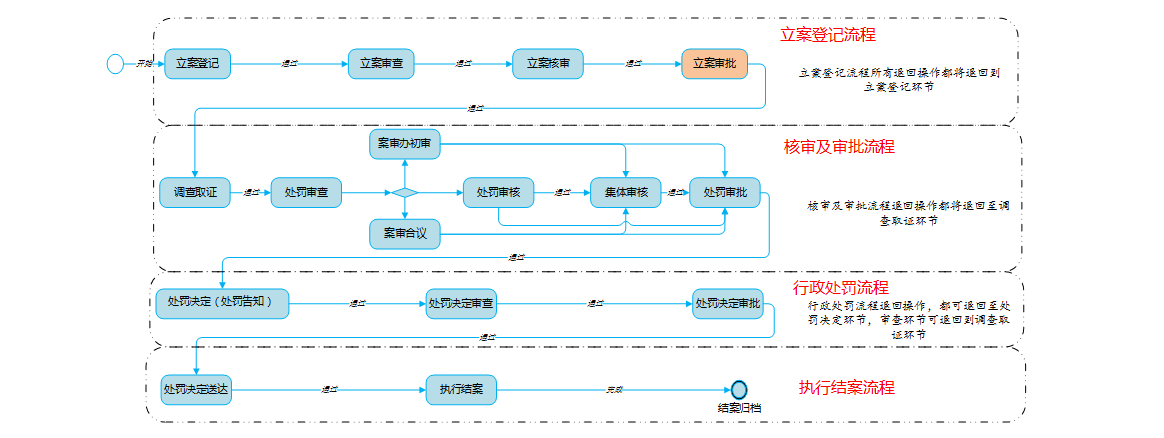 立案登记流程
开始
立案登记
通过
立案审查
通过
立案核审
通过
立案审批
立案登记流程所有退回操作都将退回到
立案登记环节
通过
案审办初审
核审及审批流程
调查取证
通过
处罚审查
处罚审核
通过
集体审核
通过
处罚审批
核审及审批流程退回操作都将退回至调
查取证环节
案审合议
通过
行政处罚流程
处罚决定（处罚告知）
通过
处罚决定审查
通过
处罚决定审批
行政处罚流程退回操作，都可退回至处
罚决定环节，审查环节可退回到调查取
证环节
通过
处罚决定送达
通过
执行结案
完成
执行结案流程
结案归档